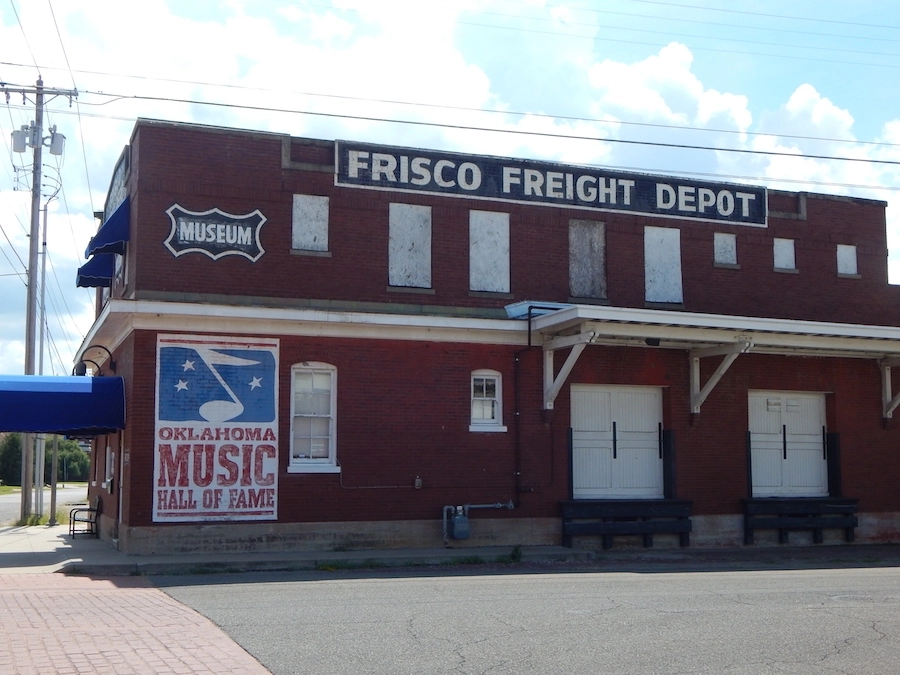 FRISCO FREIGHT DEPOT
MUSEUM
OKLAHOMA
MUSIC
HALL OF FAME